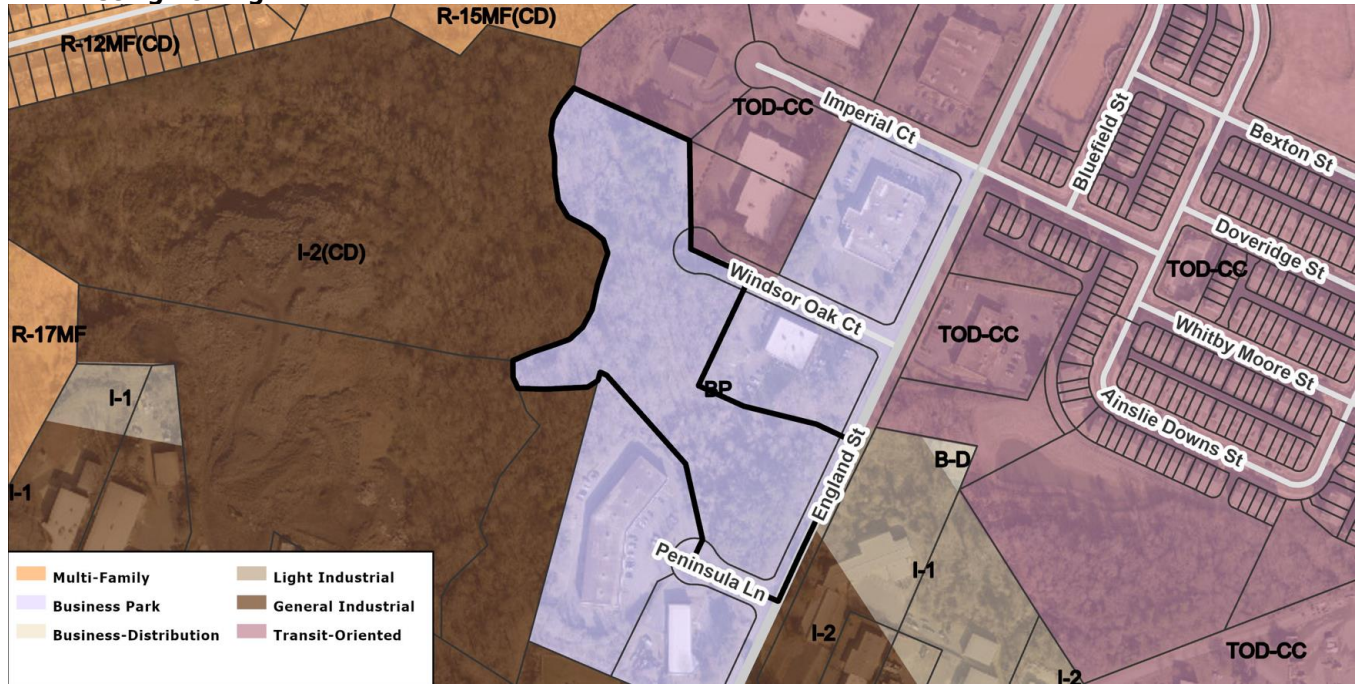 R-15MF(CD)
R-12MF(CD)
TOD-CC
Imperial Ct
Bluefield St
Bexton St
Doveridge St
I-2(CD)
Windsor Oak Ct
TOD-CC
Whitby Moore St
R-17MF
TOD-CC
BP
I-1
Ainslie Downs St
England St
B-D
I-1
Peninsula Ln
I-1
I-2
TOD-CC
I-2
Multi-Family
Business Park
Business-Distribution
Light Industrial
General Industrial
Transit-Oriented